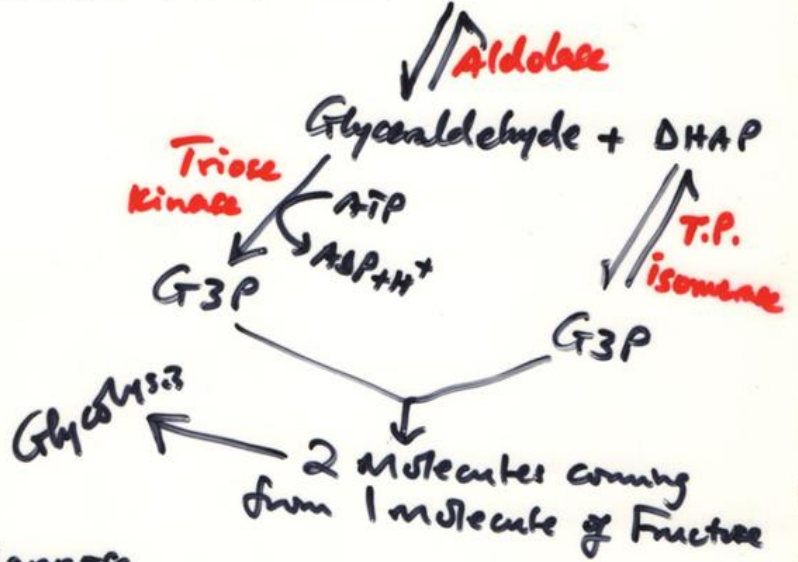 Aldolase
Glyceraldehyde + DHAP
Triose
Kinase
ATP
ADP+H+
T.P.
isomerase
G3P
G3P
Glycolysis
2 Molecules coming
from 1 molecule of Fructose